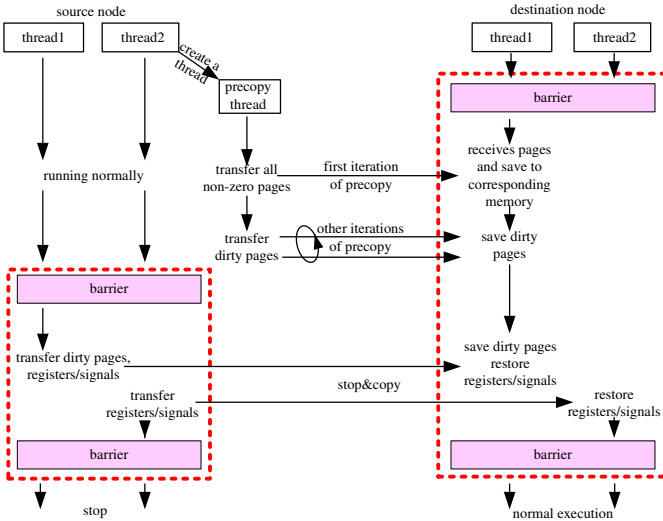 source node
destination node
thread1
thread2
thread1
thread2
create a
thread
precopy
thread
barrier
receives pages
and save to
corresponding
memory
transfer all
non-zero pages
first iteration
of precopy
running normally
transfer
dirty pages
other iterations
of precopy
save dirty
pages
barrier
transfer dirty pages,
registers/signals
save dirty pages
restore
registers/signals
stop&copy
transfer
registers/signals
restore
registers/signals
barrier
barrier
stop
normal execution